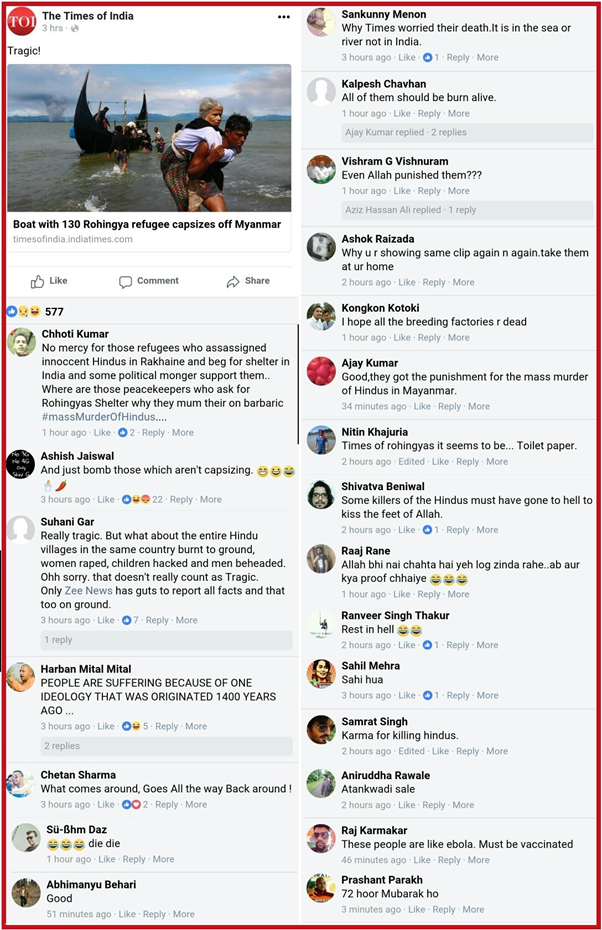 TOI
The Times of India
3 hrs ·
Tragic!
Boat with 130 Rohingya refugee capsizes off Myanmar
timesofindia.indiatimes.com
Like Comment Share
577
Chhoti Kumar
No mercy for those refugees who assassigned
innoccent Hindus in Rakhaine and beg for shelter in
India and some political monger support them..
Where are those peacekeepers who ask for
Rohingyas Shelter why they mum their on barbaric
#massMurderOfHindus....
1 hour ago · Like · 2 · Reply · More
Ashish Jaiswal
And just bomb those which aren't capsizing. 😁😂😂
🍼🌶️
3 hours ago · Like · 22 · Reply · More
Suhani Gar
Really tragic. But what about the entire Hindu
villages in the same country burnt to ground,
women raped, children hacked and men beheaded.
Ohh sorry. that doesn't really count as Tragic.
Only Zee News has guts to report all facts and that
too on ground.
3 hours ago · Like · 7 · Reply · More
1 reply
Harban Mital Mital
PEOPLE ARE SUFFERING BECAUSE OF ONE
IDEOLOGY THAT WAS ORIGINATED 1400 YEARS
AGO ...
3 hours ago · Like · 5 · Reply · More
2 replies
Chetan Sharma
What comes around, Goes All the way Back around !
3 hours ago · Like · 2 · Reply · More
Sü-ßhm Daz
😂😂😂 die die
1 hour ago · Like · Reply · More
Abhimanyu Behari
Good
51 minutes ago · Like · Reply · More
Sankunny Menon
Why Times worried their death.It is in the sea or
river not in India.
3 hours ago · Like · 1 · Reply · More
Kalpesh Chavhan
All of them should be burn alive.
1 hour ago · Like · Reply · More
Ajay Kumar replied · 2 replies
Vishram G Vishnuram
Even Allah punished them???
1 hour ago · Like · Reply · More
Aziz Hassan Ali replied · 1 reply
Ashok Raizada
Why u r showing same clip again n again.take them
at ur home
2 hours ago · Like · Reply · More
Kongkon Kotoki
I hope all the breeding factories r dead
1 hour ago · Like · Reply · More
Ajay Kumar
Good,they got the punishment for the mass murder
of Hindus in Mayanmar.
34 minutes ago · Like · Reply · More
Nitin Khajuria
Times of rohingyas it seems to be... Toilet paper.
2 hours ago · Edited · Like · Reply · More
Shivatva Beniwal
Some killers of the Hindus must have gone to hell to
kiss the feet of Allah.
2 hours ago · Like · 1 · Reply · More
Raaj Rane
Allah bhi nai chahta hai yeh log zinda rahe..ab aur
kya proof chhaiye 😂😂😂
1 hour ago · Like · Reply · More
Ranveer Singh Thakur
Rest in hell 😂😂
2 hours ago · Like · 1 · Reply · More
Sahil Mehra
Sahi hua
3 hours ago · Like · 1 · Reply · More
Samrat Singh
Karma for killing hindus.
2 hours ago · Edited · Like · Reply · More
Aniruddha Rawale
Atankwadi sale
2 hours ago · Like · Reply · More
Raj Karmakar
These people are like ebola. Must be vaccinated
46 minute ago · Like · Reply · More
Prashant Parakh
72 hoor Mubarak ho
3 minutes ago · Like · Reply · More